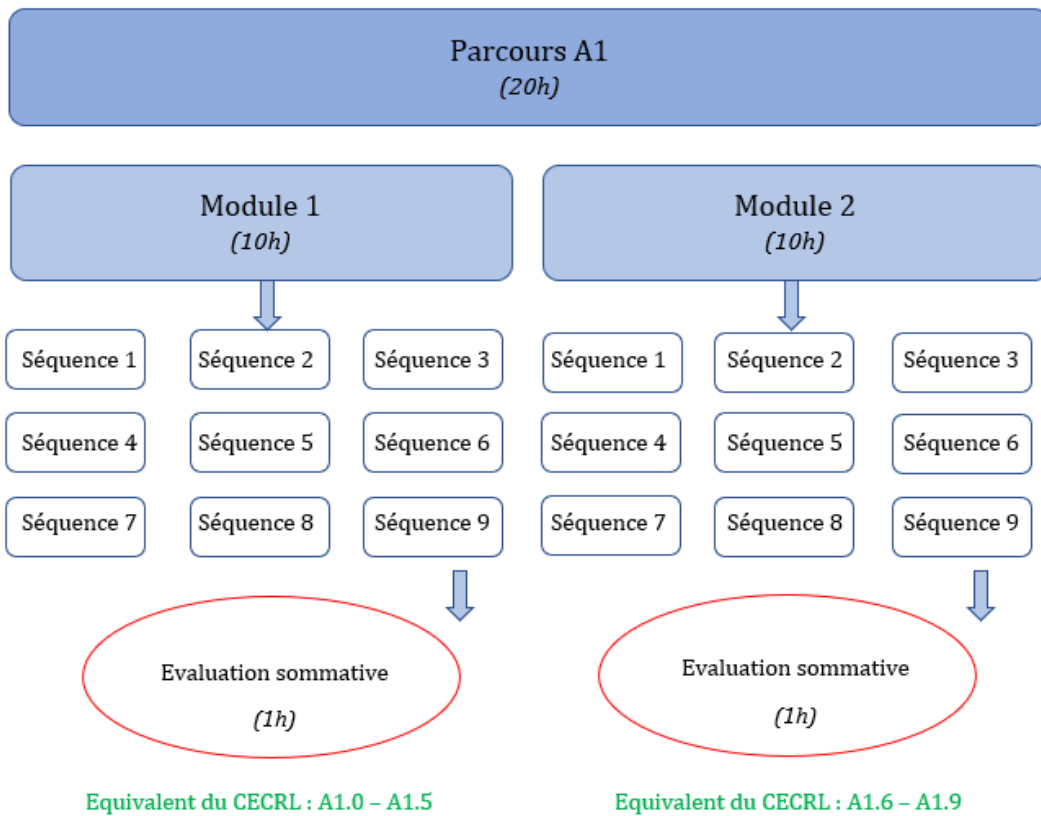 Parcours A1
(20h)
Module 1
(10h)
Module 2
(10h)
Séquence 1
Séquence 2
Séquence 3
Séquence 1
Séquence 2
Séquence 3
Séquence 4
Séquence 5
Séquence 6
Séquence 4
Séquence 5
Séquence 6
Séquence 7
Séquence 8
Séquence 9
Séquence 7
Séquence 8
Séquence 9
Evaluation sommative
(1h)
Evaluation sommative
(1h)
Equivalent du CECRL : A1.0 – A1.5
Equivalent du CECRL : A1.6 – A1.9